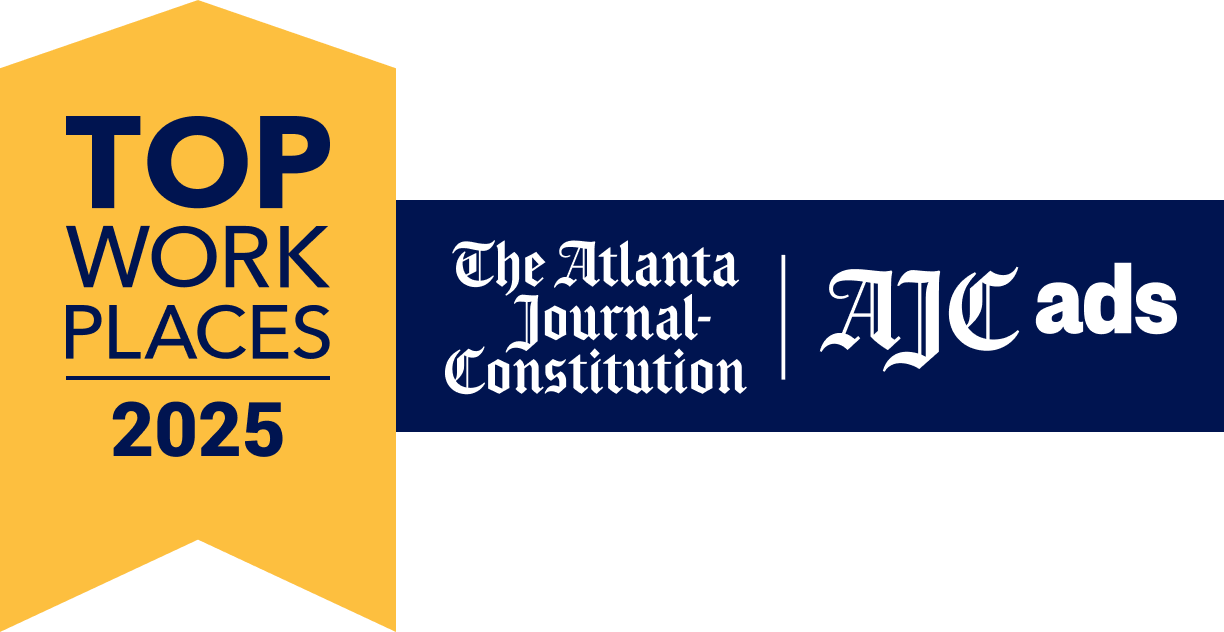 TOP
WORK
PLACES
2025
The Atlanta
Journal-
Constitution
AJC ads